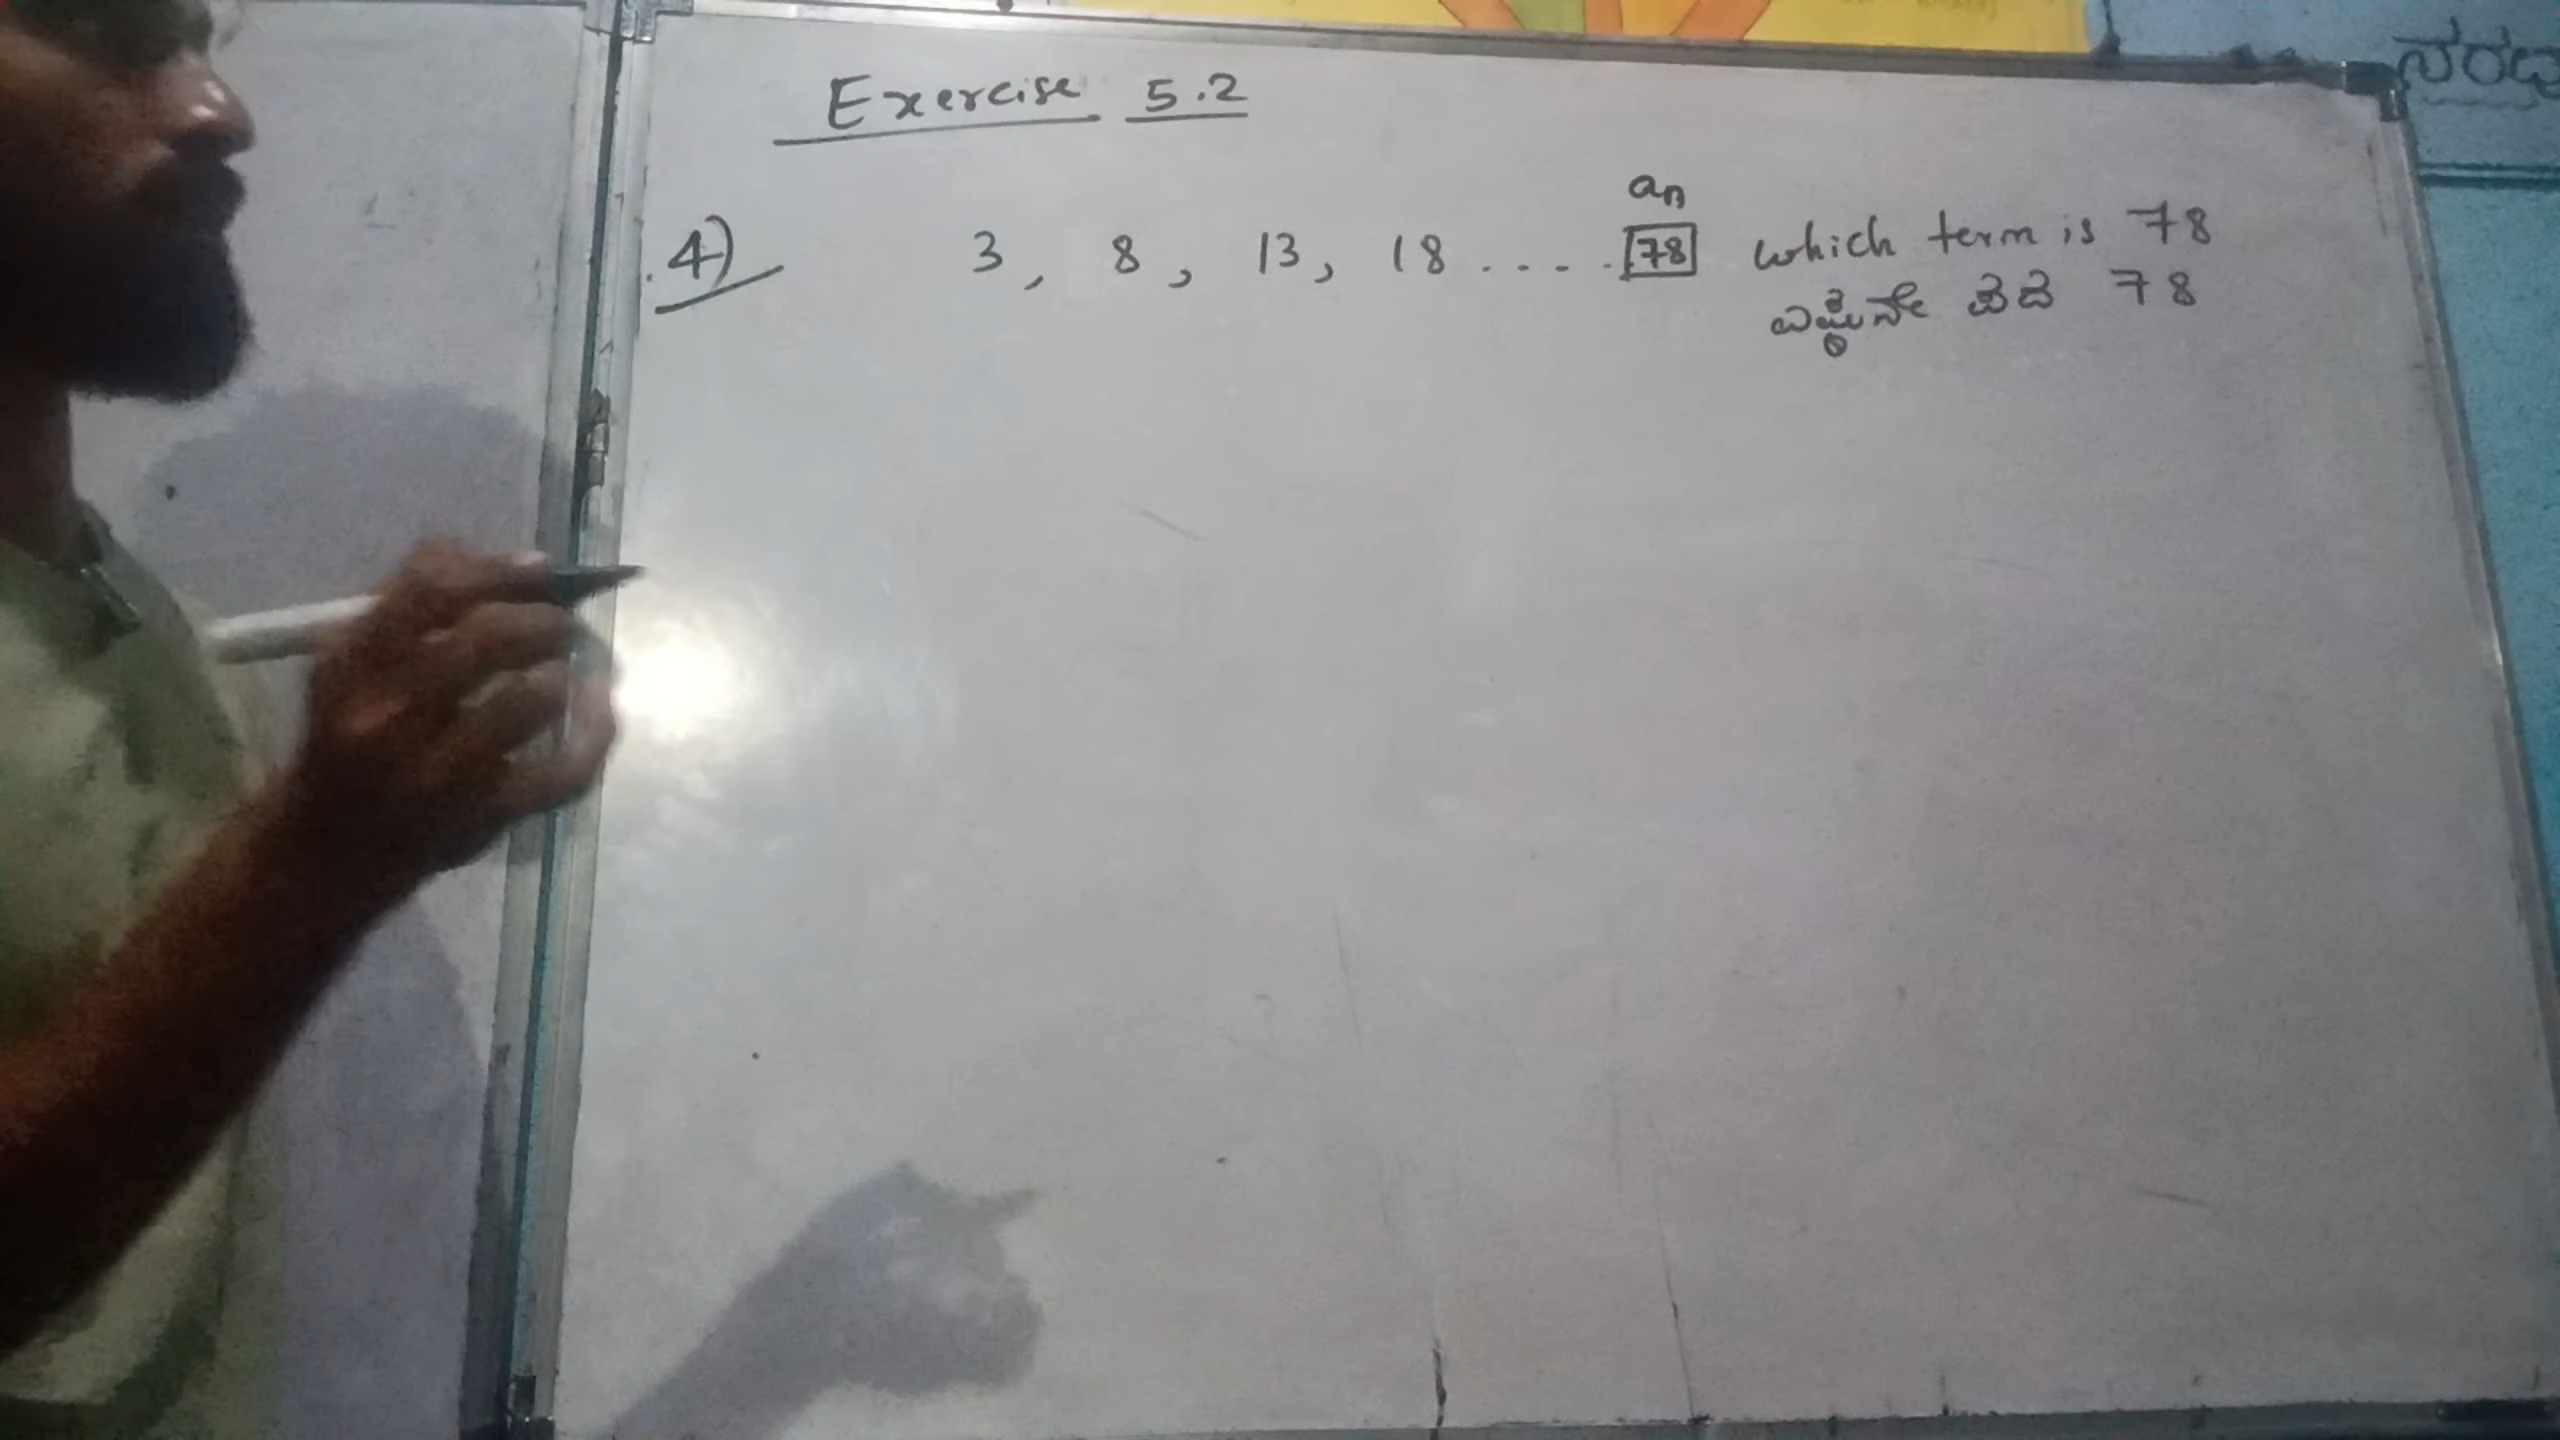 Exercise 5.2
aₙ
4) 3, 8, 13, 18 ..... 78 which term is 78
ಎಷ್ಟನೇ ಪದ 78